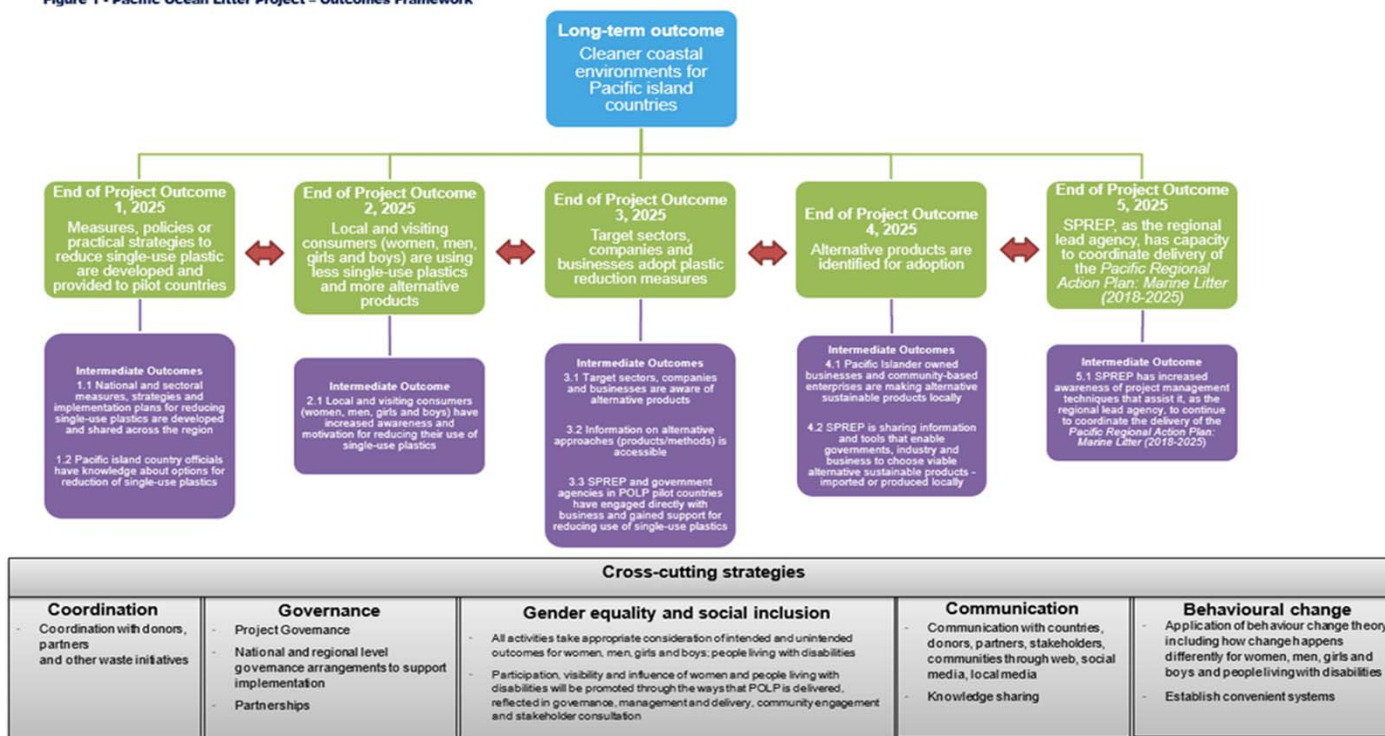 Figure 1 - Pacific Ocean Litter Project – Outcomes Framework
Long-term outcome
Cleaner coastal
environments for
Pacific island
countries
End of Project Outcome
1, 2025
Measures, policies or
practical strategies to
reduce single-use plastic
are developed and
provided to pilot countries
End of Project Outcome
2, 2025
Local and visiting
consumers (women, men,
girls and boys) are using
less single-use plastics
and more alternative
products
End of Project Outcome
3, 2025
Target sectors,
companies and
businesses adopt plastic
reduction measures
End of Project Outcome
4, 2025
Alternative products are
identified for adoption
End of Project Outcome
5, 2025
SPREP, as the regional
lead agency, has capacity
to coordinate delivery of
the Pacific Regional
Action Plan: Marine Litter
(2018-2025)
Intermediate Outcomes
1.1 National and sectoral
measures, strategies and
implementation plans for reducing
single-use plastics are developed
and shared across the region
1.2 Pacific island country officials
have knowledge about options for
reduction of single-use plastics
Intermediate Outcome
2.1 Local and visiting consumers
(women, men, girls and boys) have
increased awareness and
motivation for reducing their use of
single-use plastics
Intermediate Outcomes
3.1 Target sectors, companies
and businesses are aware of
alternative products
3.2 Information on alternative
approaches (products/methods) is
accessible
3.3 SPREP and government
agencies in POLP pilot countries
have engaged directly with
business and gained support for
reducing use of single-use plastics
Intermediate Outcomes
4.1 Pacific Islander owned
businesses and community-based
enterprises are making alternative
sustainable products locally
4.2 SPREP is sharing information
and tools that enable
governments, industry and
business to choose viable
alternative sustainable products -
imported or produced locally
Intermediate Outcome
5.1 SPREP has increased
awareness of project management
techniques that assist it, as the
regional lead agency, to continue
to coordinate the delivery of the
Pacific Regional Action Plan:
Marine Litter (2018-2025)
Cross-cutting strategies
Coordination
- Coordination with donors,
partners
and other waste initiatives
Governance
- Project Governance
- National and regional level
governance arrangements to support
implementation
- Partnerships
Gender equality and social inclusion
- All activities take appropriate consideration of intended and unintended
outcomes for women, men, girls and boys; people living with disabilities
- Participation, visibility and influence of women and people living with
disabilities will be promoted through the ways that POLP is delivered,
reflected in governance, management and delivery, community engagement
and stakeholder consultation
Communication
- Communication with countries,
donors, partners, stakeholders,
communities through web, social
media, local media
- Knowledge sharing
Behavioural change
- Application of behaviour change theory
including how change happens
differently for women, men, girls and
boys and people living with disabilities
- Establish convenient systems